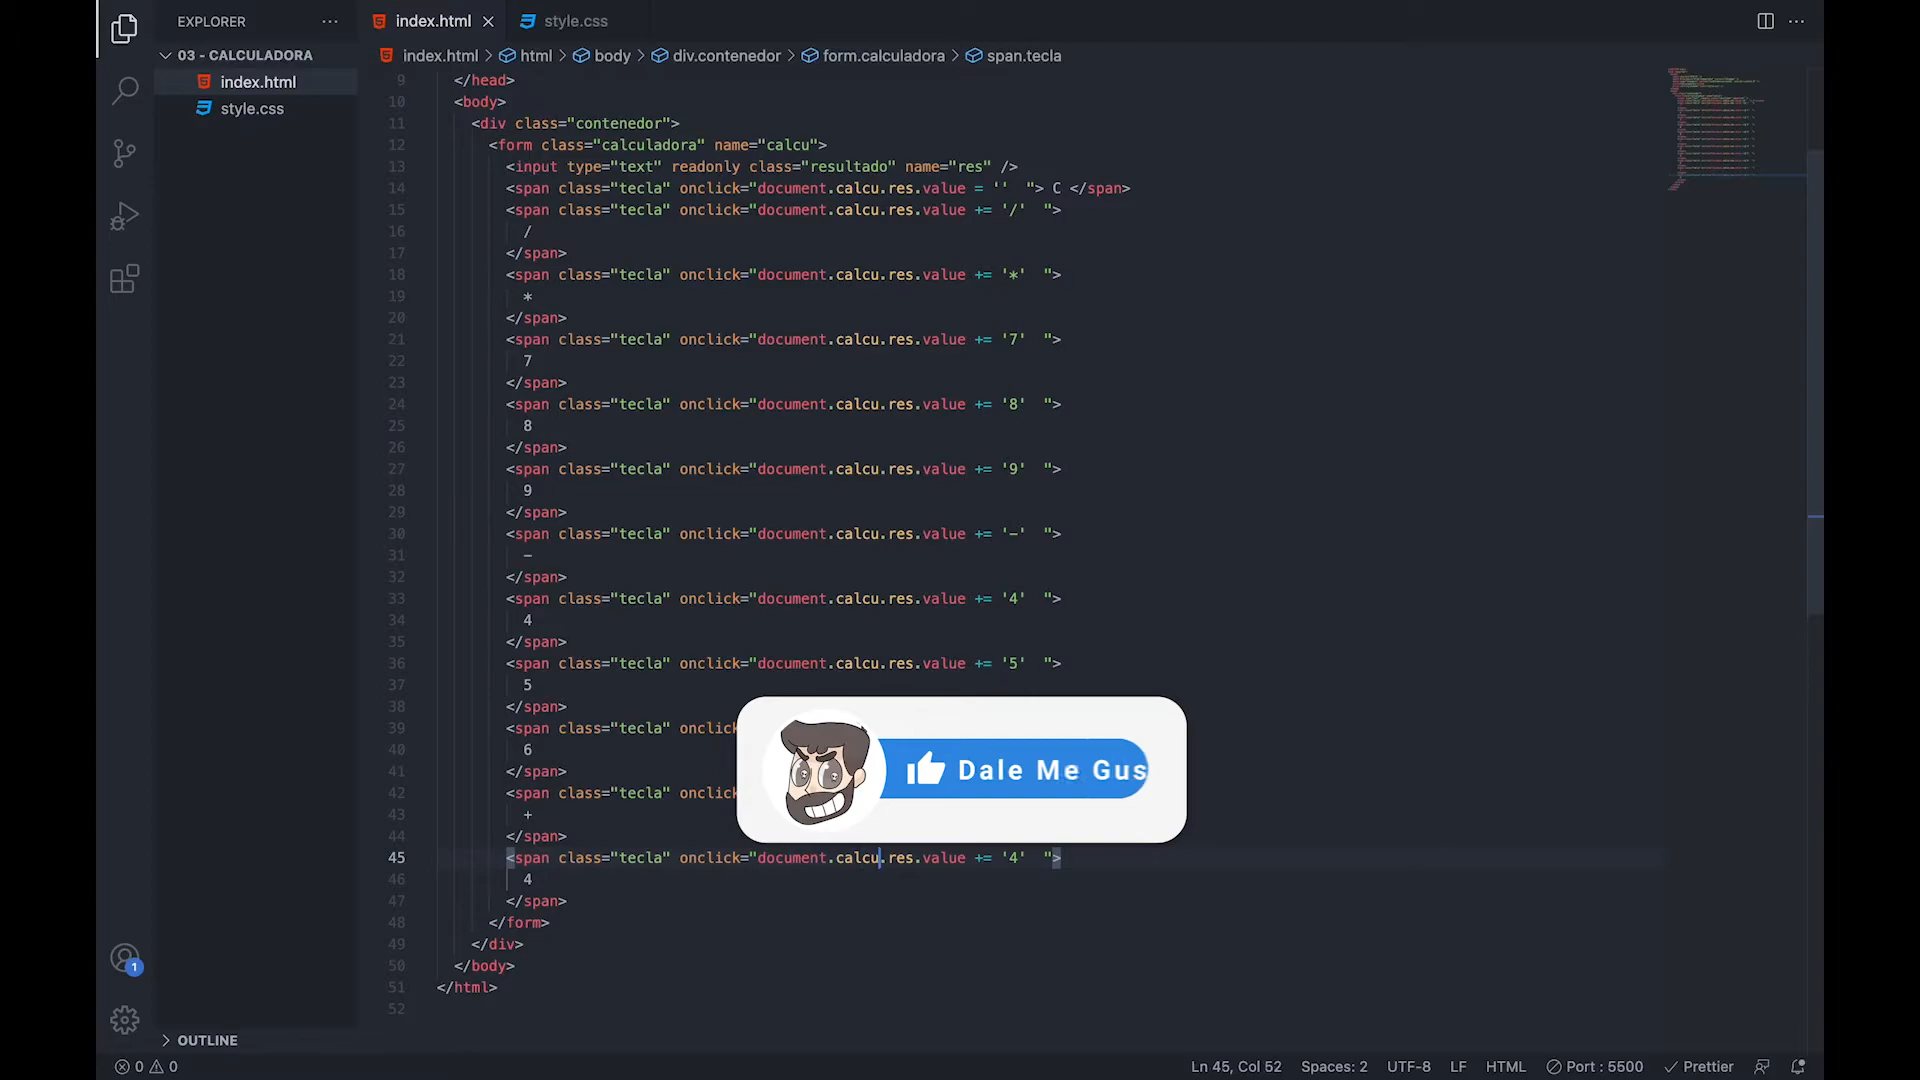 EXPLORER
index.html
style.css
03 - CALCULADORA
index.html
style.css
index.html
html
body
div.contenedor
form.calculadora
span.tecla
9 </head>
10 <body>
11 <div class="contenedor">
12 <form class="calculadora" name="calcu">
13 <input type="text" readonly class="resultado" name="res" />
14 <span class="tecla" onclick="document.calcu.res.value = ''  "> C </span>
15 <span class="tecla" onclick="document.calcu.res.value += '/'  ">
16 /
17 </span>
18 <span class="tecla" onclick="document.calcu.res.value += '*'  ">
19 *
20 </span>
21 <span class="tecla" onclick="document.calcu.res.value += '7'  ">
22 7
23 </span>
24 <span class="tecla" onclick="document.calcu.res.value += '8'  ">
25 8
26 </span>
27 <span class="tecla" onclick="document.calcu.res.value += '9'  ">
28 9
29 </span>
30 <span class="tecla" onclick="document.calcu.res.value += '-'  ">
31 -
32 </span>
33 <span class="tecla" onclick="document.calcu.res.value += '4'  ">
34 4
35 </span>
36 <span class="tecla" onclick="document.calcu.res.value += '5'  ">
37 5
38 </span>
39 <span class="tecla" onclick
40 6
41 </span>
42 <span class="tecla" onclick
43 +
44 </span>
Dale Me Gus
45 <span class="tecla" onclick="document.calcu.res.value += '4'  ">
46 4
47 </span>
48 </form>
49 </div>
50 </body>
51 </html>
52
1
OUTLINE
0 0
Ln 45, Col 52
Spaces: 2
UTF-8
LF
HTML
Port : 5500
Prettier